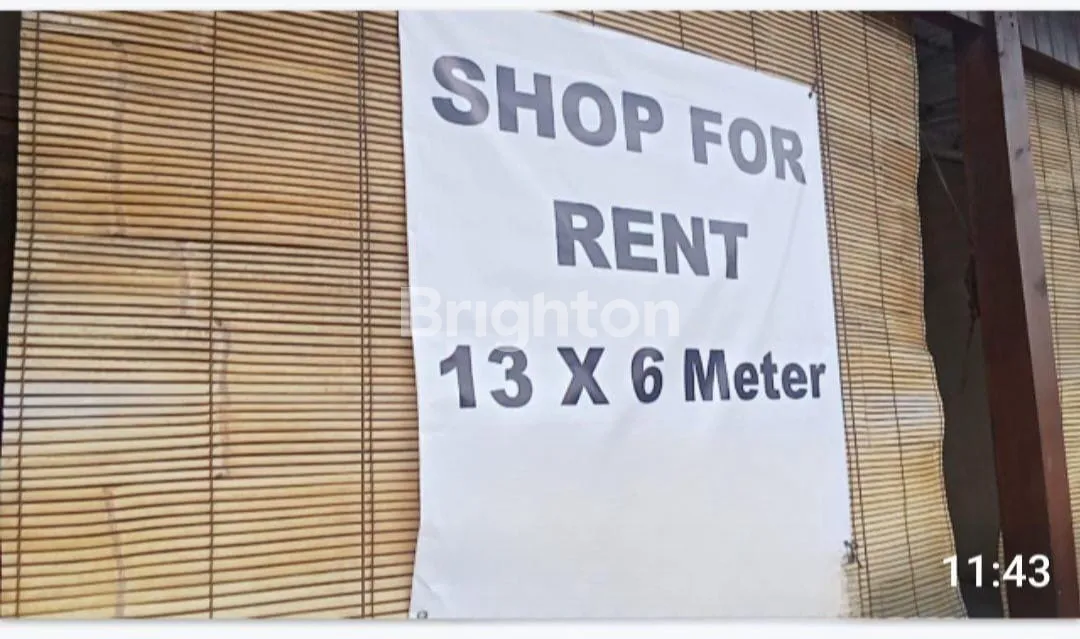 SHOP FOR
RENT
Brighton
13 X 6 Meter
11:43